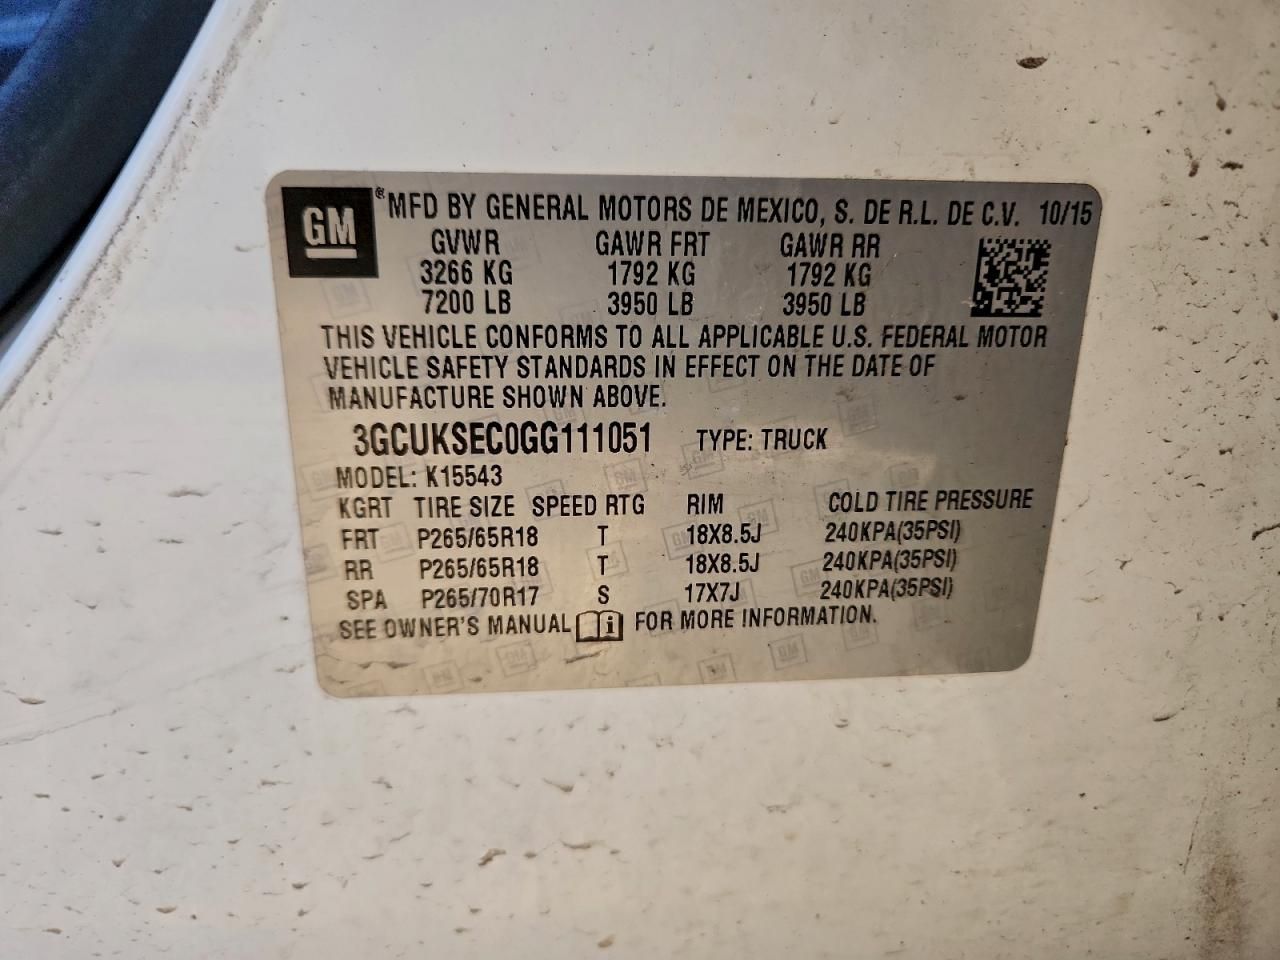 GM ® MFD BY GENERAL MOTORS DE MEXICO, S. DE R.L. DE C.V. 10/15
GVWR GAWR FRT GAWR RR
3266 KG 1792 KG 1792 KG
7200 LB 3950 LB 3950 LB
THIS VEHICLE CONFORMS TO ALL APPLICABLE U.S. FEDERAL MOTOR
VEHICLE SAFETY STANDARDS IN EFFECT ON THE DATE OF
MANUFACTURE SHOWN ABOVE.
3GCUKSEC0GG111051 TYPE: TRUCK
MODEL: K15543
KGRT TIRE SIZE SPEED RTG RIM COLD TIRE PRESSURE
FRT P265/65R18 T 18X8.5J 240KPA(35PSI)
RR P265/65R18 T 18X8.5J 240KPA(35PSI)
SPA P265/70R17 S 17X7J 240KPA(35PSI)
SEE OWNER'S MANUAL i FOR MORE INFORMATION.